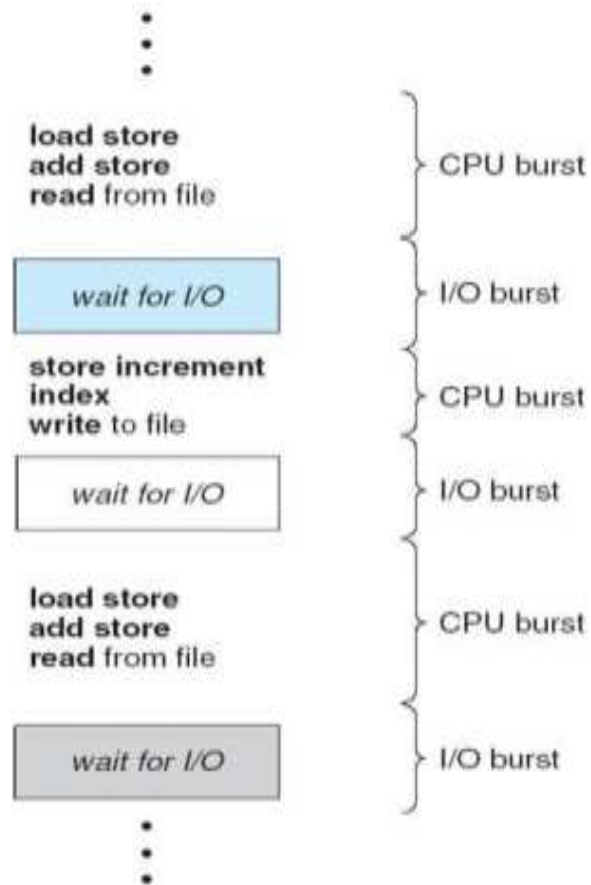 load store
add store
read from file
CPU burst
wait for I/O
I/O burst
store increment
index
write to file
CPU burst
wait for I/O
I/O burst
load store
add store
read from file
CPU burst
wait for I/O
I/O burst